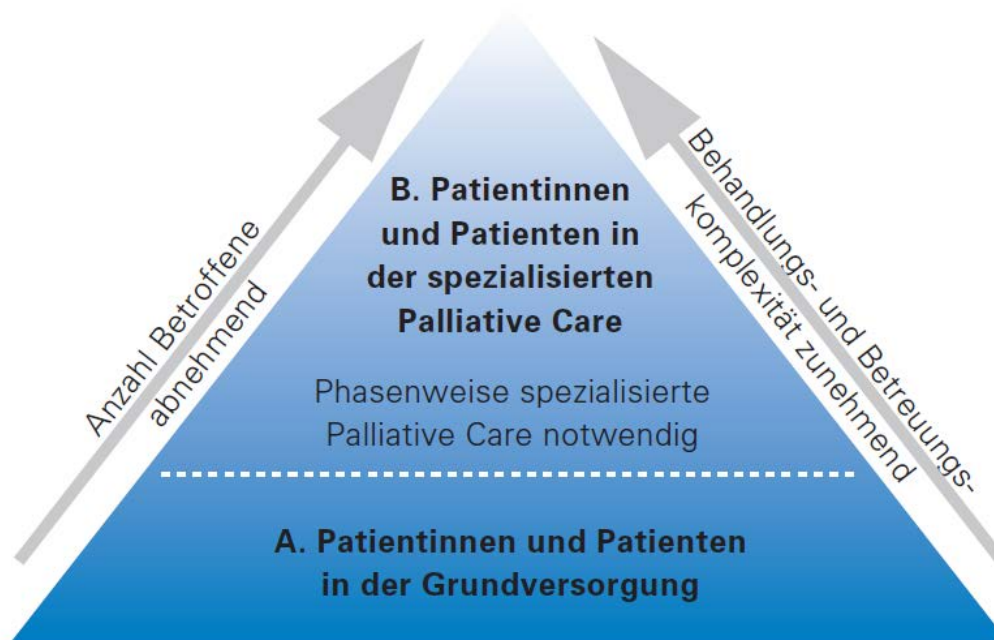 Anzahl Betroffene
abnehmend
Behandlungs- und Betreuungs-
komplexität zunehmend
B. Patientinnen
und Patienten in
der spezialisierten
Palliative Care
Phasenweise spezialisierte
Palliative Care notwendig
A. Patientinnen und Patienten
in der Grundversorgung